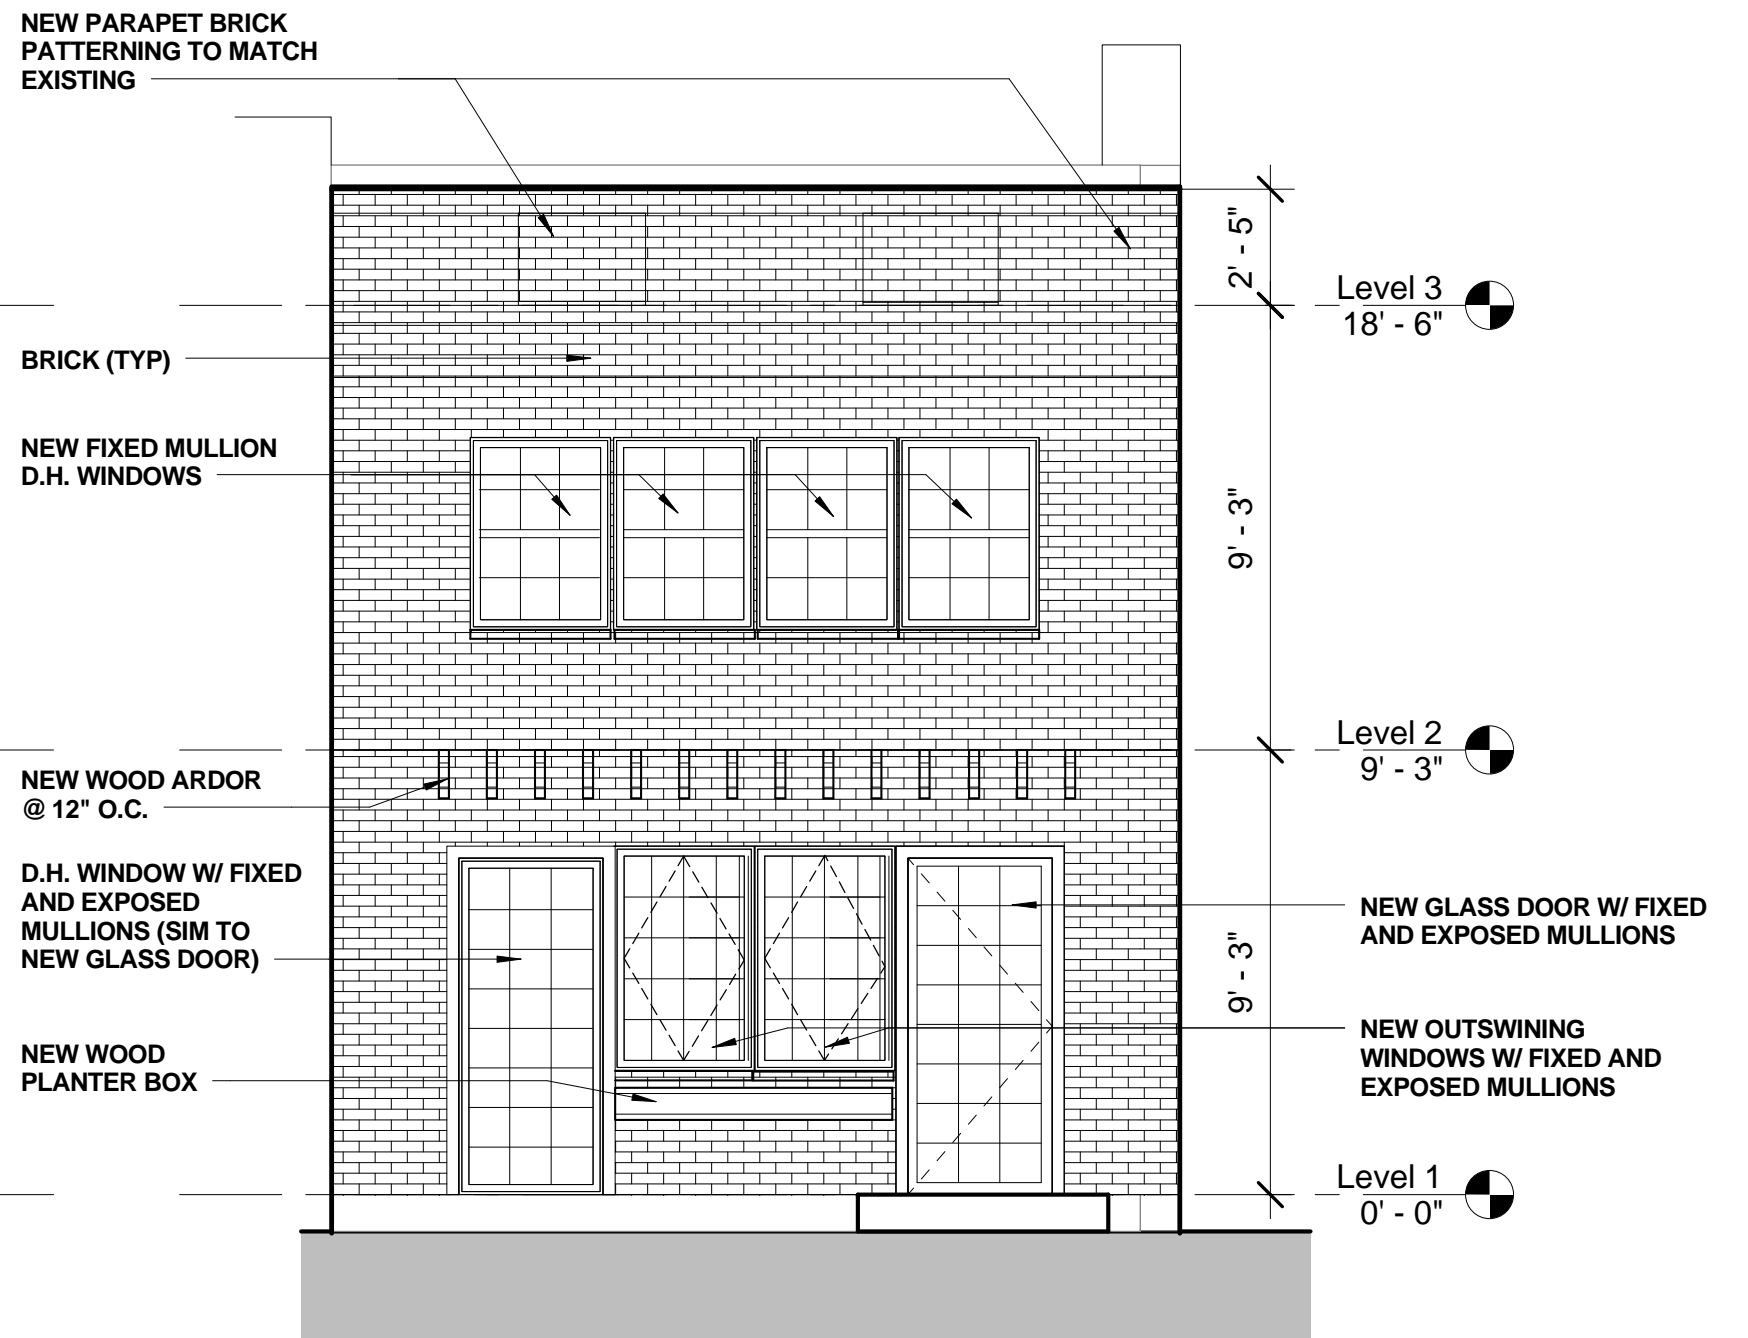 NEW PARAPET BRICK
PATTERNING TO MATCH
EXISTING
2' - 5"
Level 3
18' - 6"
BRICK (TYP)
NEW FIXED MULLION
D.H. WINDOWS
9' - 3"
Level 2
9' - 3"
NEW WOOD ARDOR
@ 12" O.C.
D.H. WINDOW W/ FIXED
AND EXPOSED
MULLIONS (SIM TO
NEW GLASS DOOR)
NEW GLASS DOOR W/ FIXED
AND EXPOSED MULLIONS
9' - 3"
NEW OUTSWINING
WINDOWS W/ FIXED AND
EXPOSED MULLIONS
NEW WOOD
PLANTER BOX
Level 1
0' - 0"